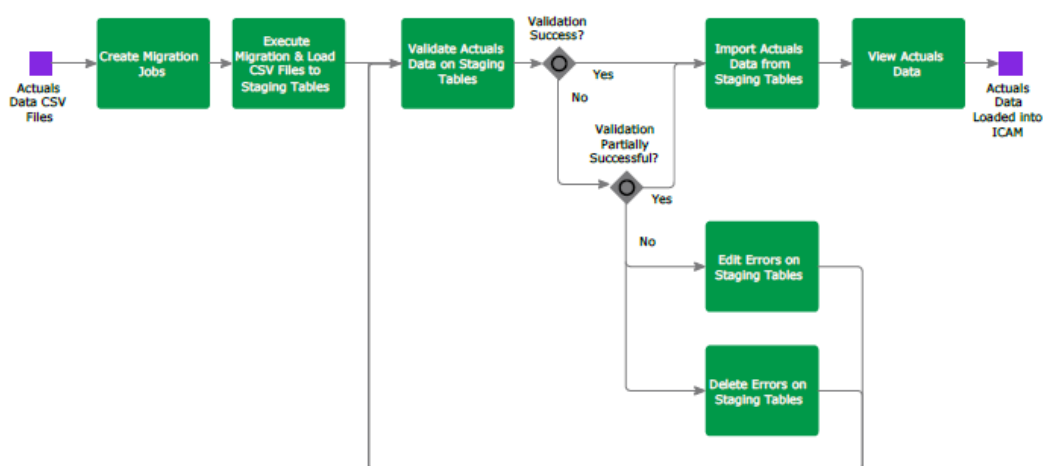 Actuals
Data CSV
Files
Create Migration
Jobs
Execute
Migration & Load
CSV Files to
Staging Tables
Validate Actuals
Data on Staging
Tables
Validation
Success?
Yes
No
Validation
Partially
Successful?
Yes
No
Import Actuals
Data from
Staging Tables
View Actuals
Data
Actuals
Data
Loaded into
ICAM
Edit Errors on
Staging Tables
Delete Errors on
Staging Tables